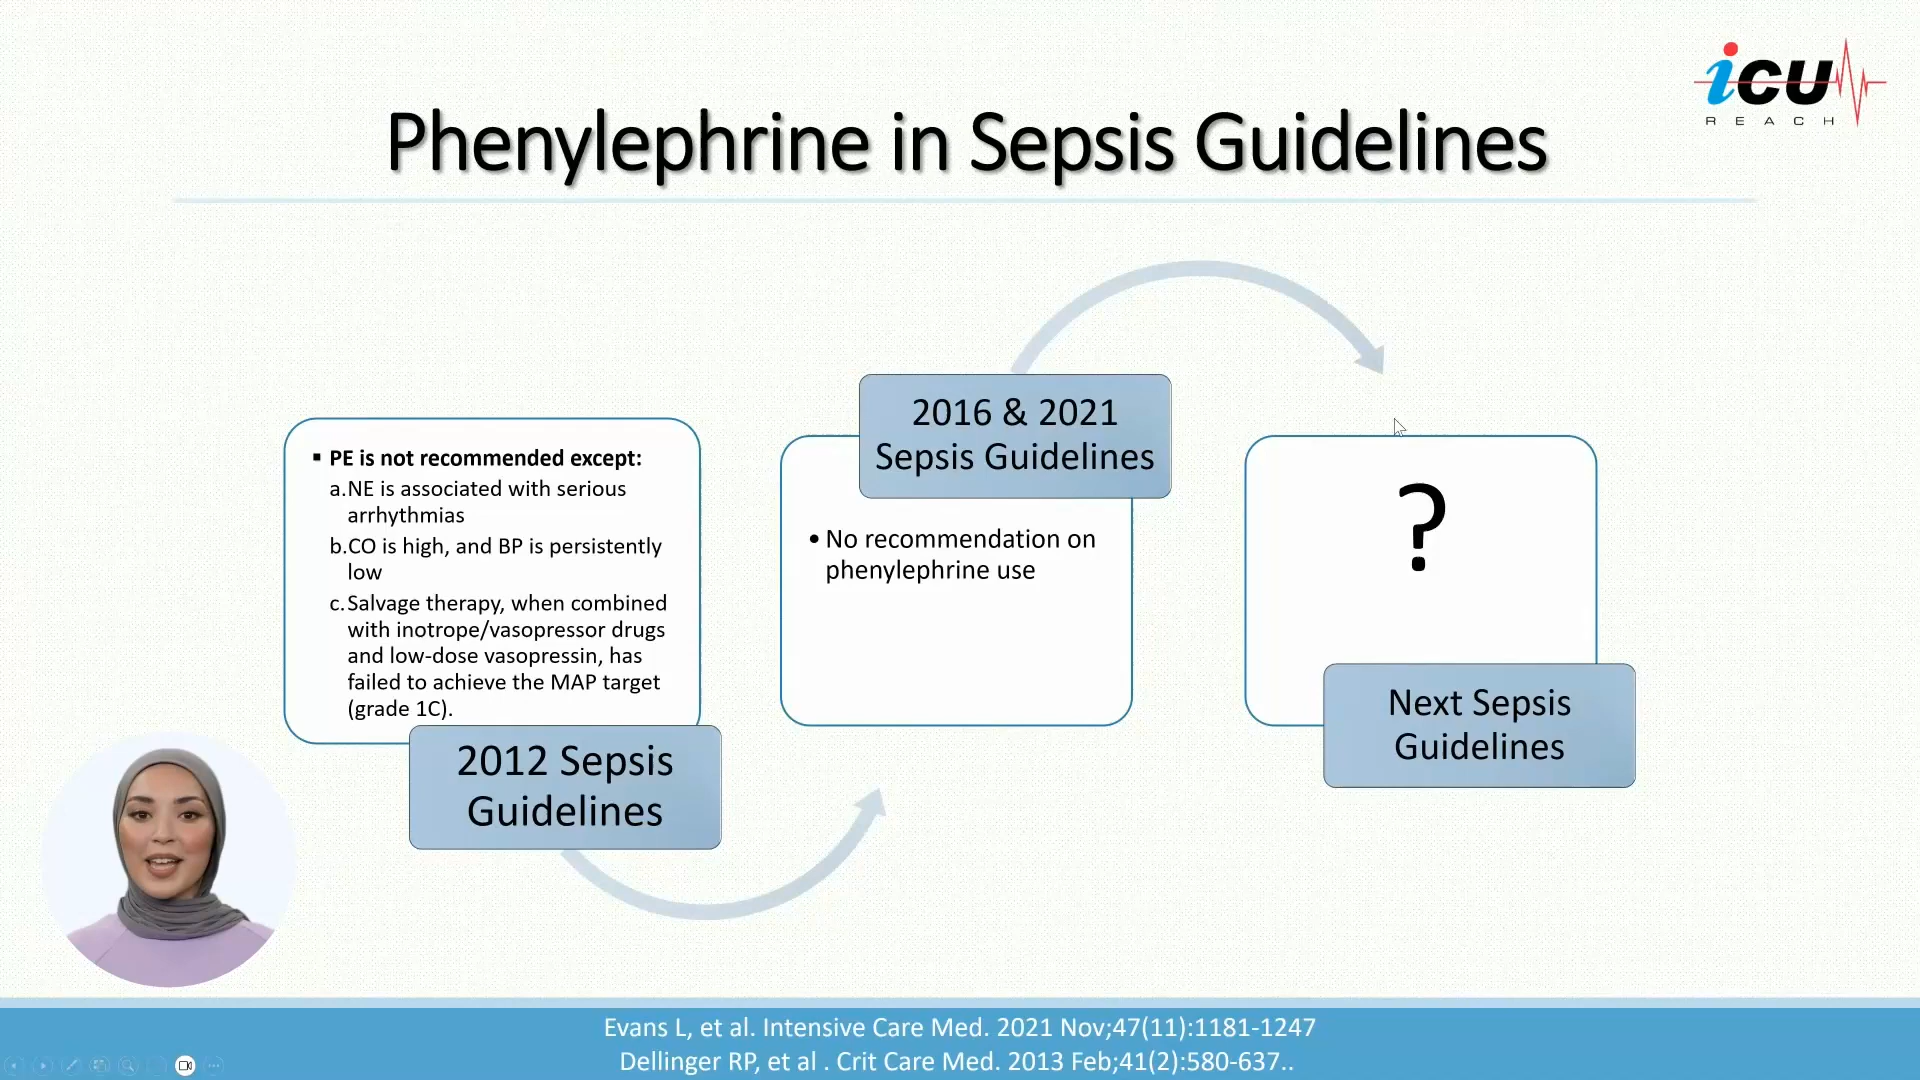 icu
REACH
Phenylephrine in Sepsis Guidelines
▪ PE is not recommended except:
a.NE is associated with serious
arrhythmias
b.CO is high, and BP is persistently
low
c.Salvage therapy, when combined
with inotrope/vasopressor drugs
and low-dose vasopressin, has
failed to achieve the MAP target
(grade 1C).
2012 Sepsis
Guidelines
2016 & 2021
Sepsis Guidelines
• No recommendation on
phenylephrine use
?
Next Sepsis
Guidelines
Evans L, et al. Intensive Care Med. 2021 Nov;47(11):1181-1247
Dellinger RP, et al . Crit Care Med. 2013 Feb;41(2):580-637..